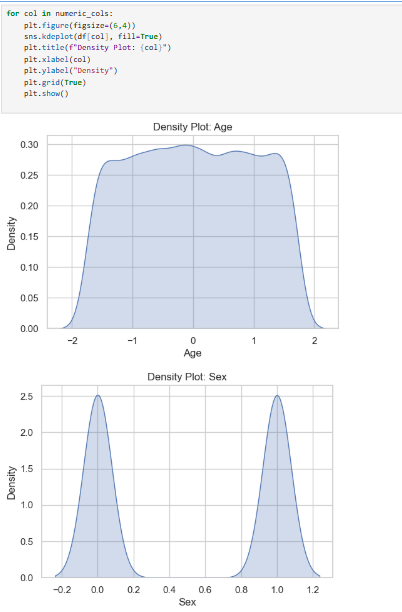 for col in numeric_cols:
    plt.figure(figsize=(6,4))
    sns.kdeplot(df[col], fill=True)
    plt.title(f"Density Plot: {col}")
    plt.xlabel(col)
    plt.ylabel("Density")
    plt.grid(True)
    plt.show()
Density Plot: Age
0.30
0.25
0.20
0.15
0.10
0.05
0.00
Density
−2 −1 0 1 2
Age
Density Plot: Sex
2.5
2.0
1.5
1.0
0.5
0.0
Density
−0.2 0.0 0.2 0.4 0.6 0.8 1.0 1.2
Sex